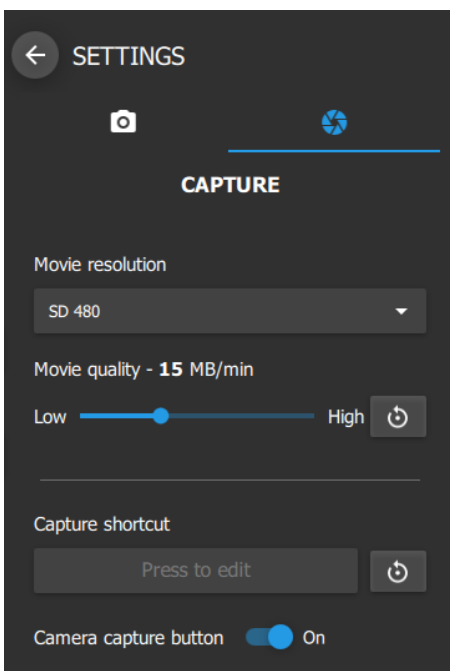 SETTINGS
CAPTURE
Movie resolution
SD 480
Movie quality - 15 MB/min
Low High
Capture shortcut
Press to edit
Camera capture button On